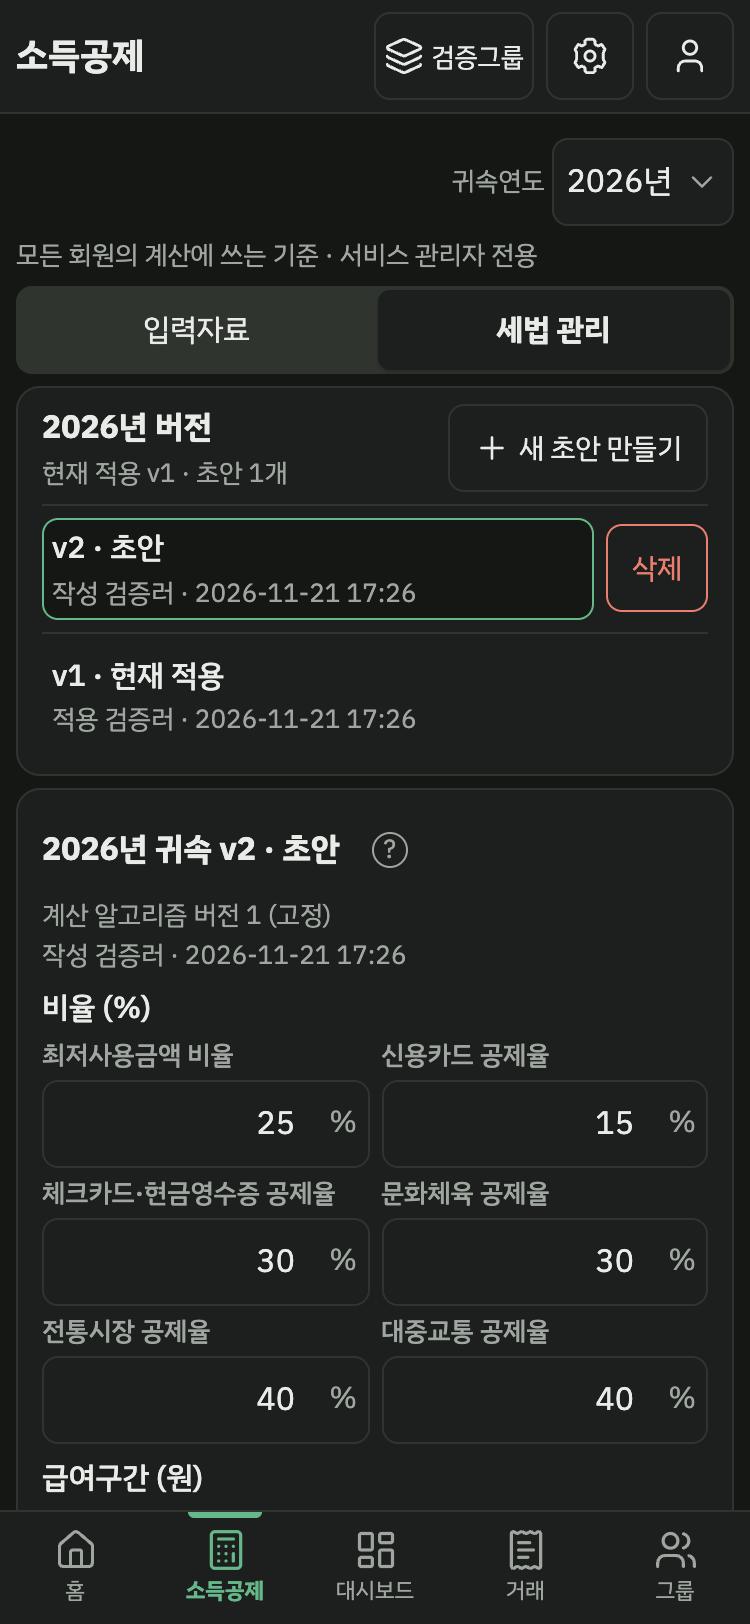 소득공제
검증그룹
귀속연도
2026년
모든 회원의 계산에 쓰는 기준 · 서비스 관리자 전용
입력자료
세법 관리
2026년 버전
현재 적용 v1 · 초안 1개
새 초안 만들기
v2 · 초안
작성 검증러 · 2026-11-21 17:26
삭제
v1 · 현재 적용
적용 검증러 · 2026-11-21 17:26
2026년 귀속 v2 · 초안
?
계산 알고리즘 버전 1 (고정)
작성 검증러 · 2026-11-21 17:26
비율 (%)
최저사용금액 비율
신용카드 공제율
25 %
15 %
체크카드·현금영수증 공제율
문화체육 공제율
30 %
30 %
전통시장 공제율
대중교통 공제율
40 %
40 %
급여구간 (원)
홈
소득공제
대시보드
거래
그룹